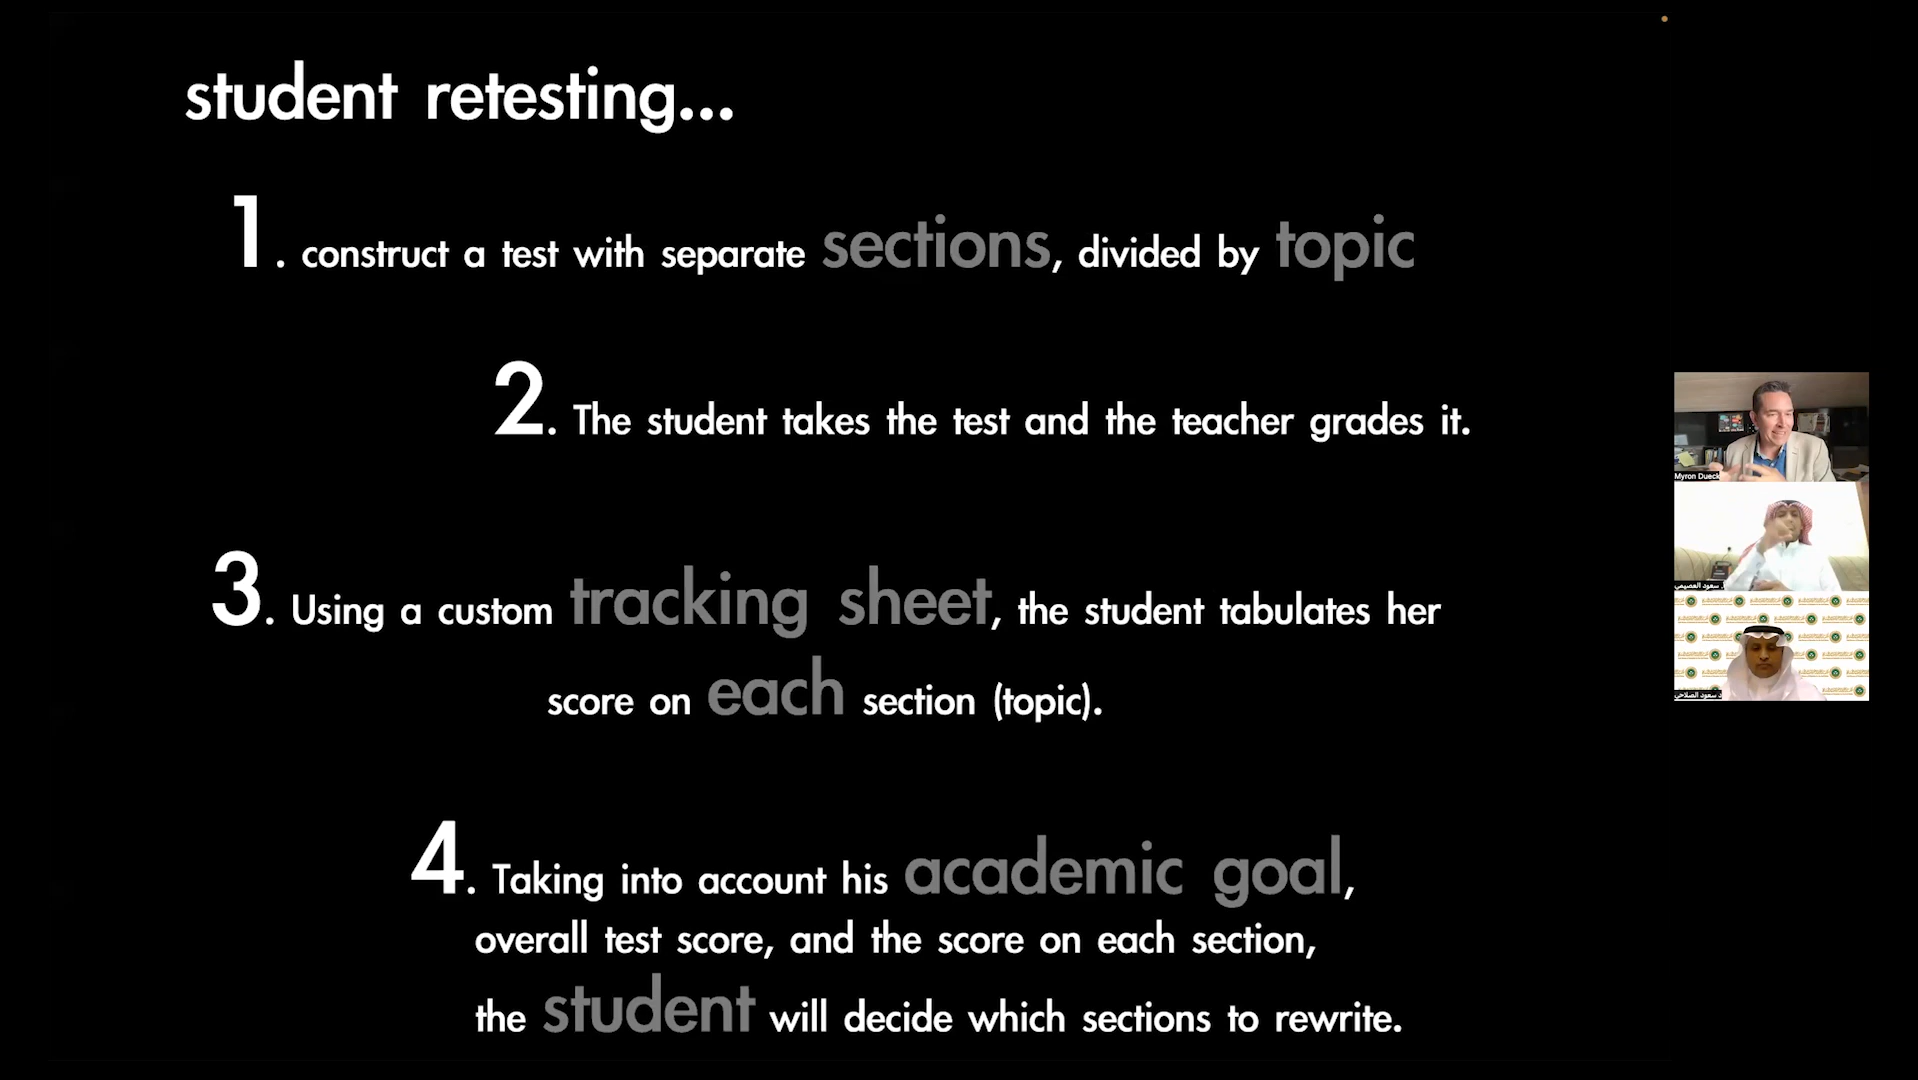 student retesting...
1. construct a test with separate sections, divided by topic
2. The student takes the test and the teacher grades it.
3. Using a custom tracking sheet, the student tabulates her
score on each section (topic).
4. Taking into account his academic goal,
overall test score, and the score on each section,
the student will decide which sections to rewrite.
Myron Dueck
سعود العصيمي
د سعود الصلاحي